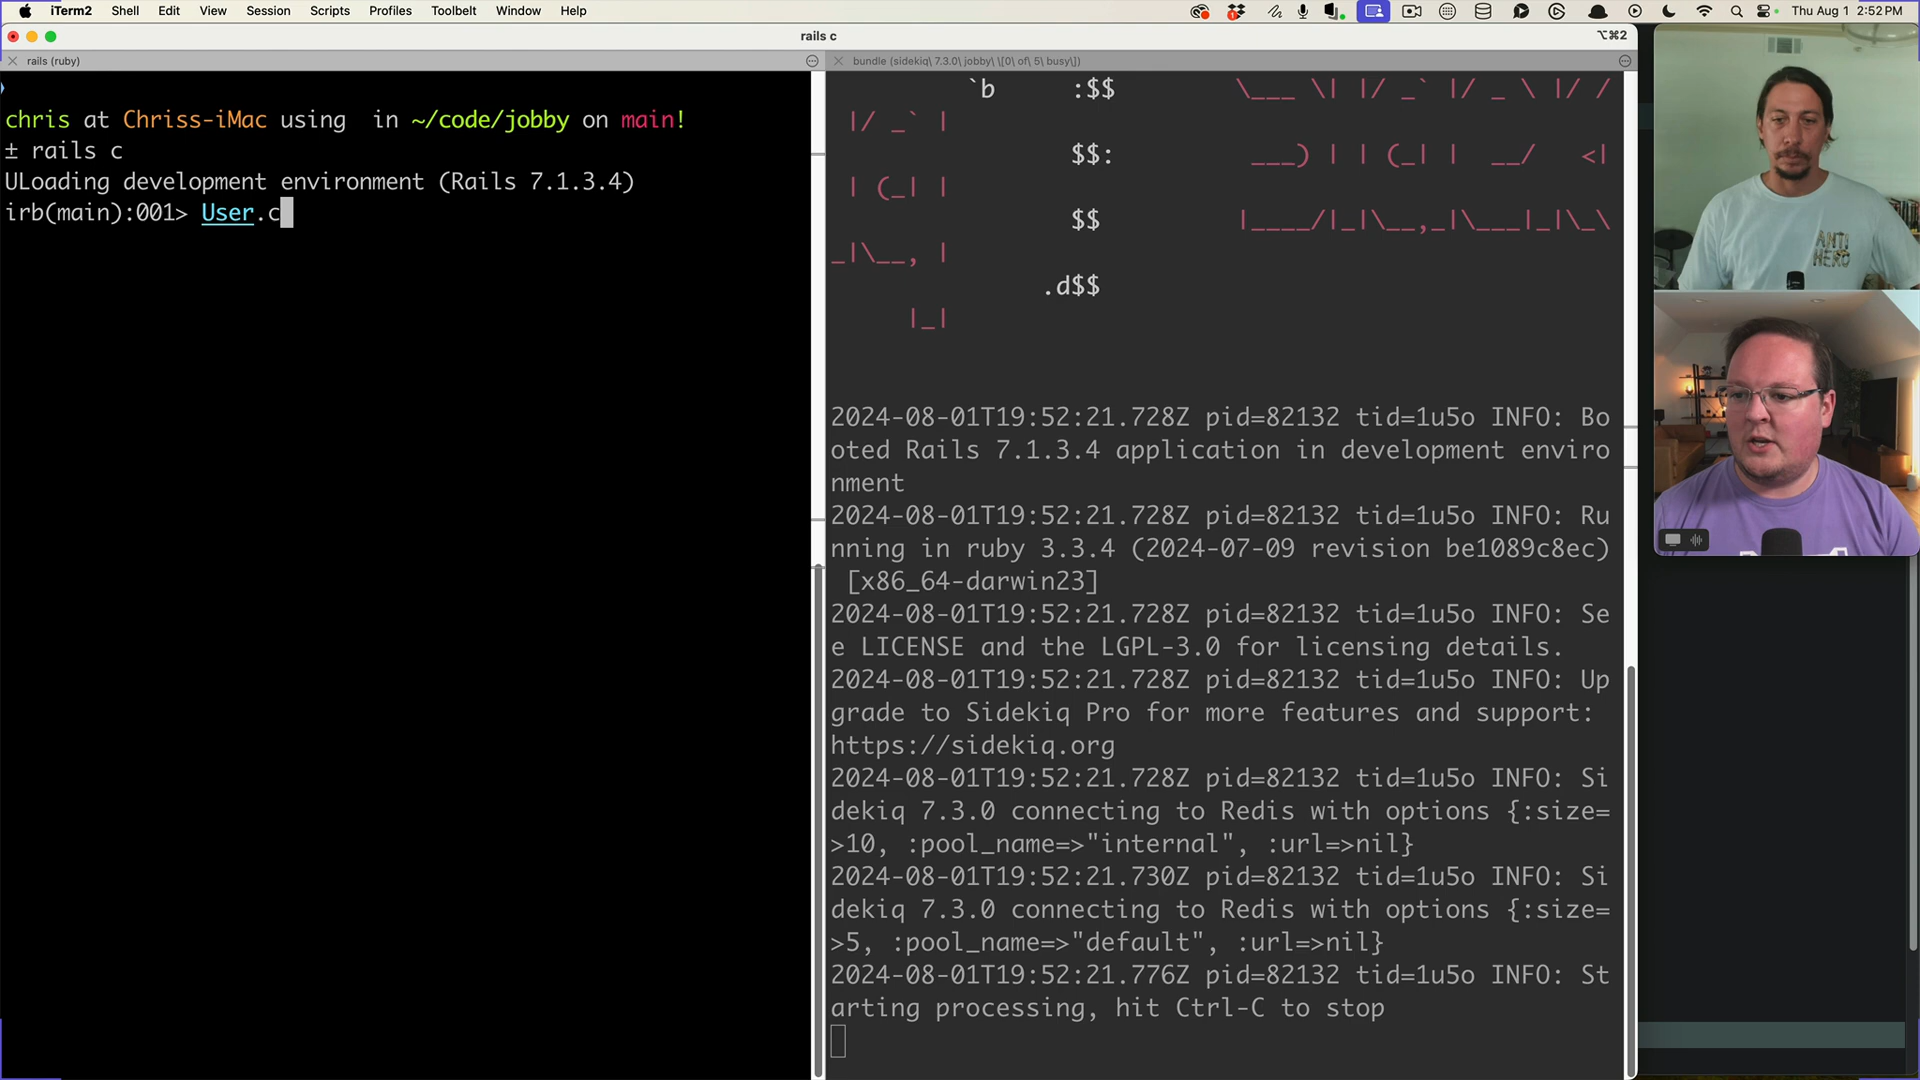 iTerm2 Shell Edit View Session Scripts Profiles Toolbelt Window Help Thu Aug 1 2:52 PM
rails c ⌥⌘2
rails (ruby)
bundle (sidekiq\ 7.3.0\ jobby\ \[0\ of\ 5\ busy\])
chris at Chriss-iMac using  in ~/code/jobby on main!
± rails c
ULoading development environment (Rails 7.1.3.4)
irb(main):001> User.c
`b     :$$        \___ \| |/ _` |/ _ \ |/ /
|/ _` |
$$:         ___) | | (_| |  __/   <|
| (_| |
$$         |____/|_|\__,_|\___|_|\_\
_|\__, |
.d$$
|_|
2024-08-01T19:52:21.728Z pid=82132 tid=1u5o INFO: Bo
oted Rails 7.1.3.4 application in development enviro
nment
2024-08-01T19:52:21.728Z pid=82132 tid=1u5o INFO: Ru
nning in ruby 3.3.4 (2024-07-09 revision be1089c8ec)
[x86_64-darwin23]
2024-08-01T19:52:21.728Z pid=82132 tid=1u5o INFO: Se
e LICENSE and the LGPL-3.0 for licensing details.
2024-08-01T19:52:21.728Z pid=82132 tid=1u5o INFO: Up
grade to Sidekiq Pro for more features and support:
https://sidekiq.org
2024-08-01T19:52:21.728Z pid=82132 tid=1u5o INFO: Si
dekiq 7.3.0 connecting to Redis with options {:size=
>10, :pool_name=>"internal", :url=>nil}
2024-08-01T19:52:21.730Z pid=82132 tid=1u5o INFO: Si
dekiq 7.3.0 connecting to Redis with options {:size=
>5, :pool_name=>"default", :url=>nil}
2024-08-01T19:52:21.776Z pid=82132 tid=1u5o INFO: St
arting processing, hit Ctrl-C to stop
ANTI
HERO